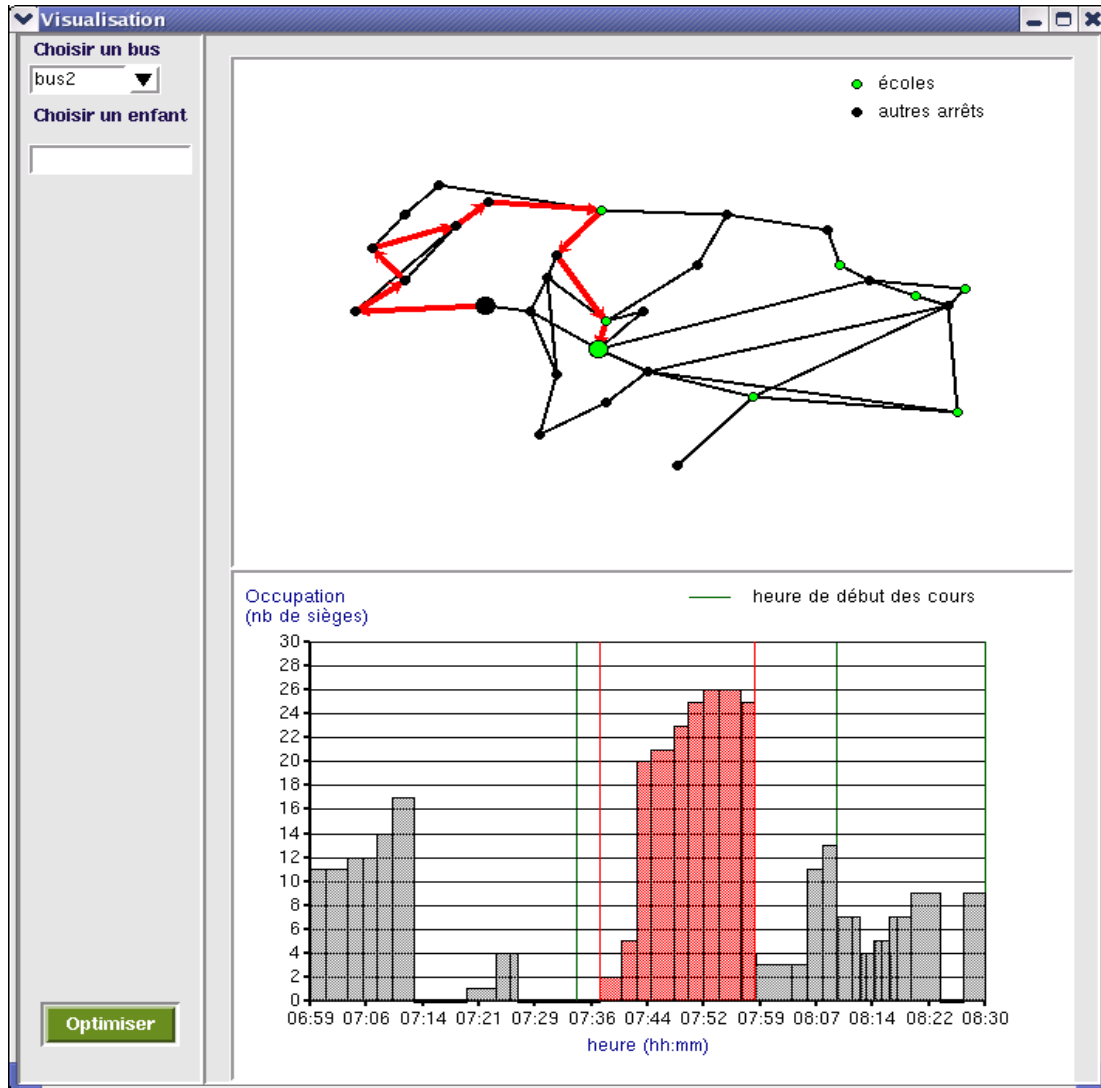 Visualisation
Choisir un bus
bus2
Choisir un enfant
Optimiser
écoles
autres arrêts
Occupation
(nb de sièges)
heure de début des cours
30
28
26
24
22
20
18
16
14
12
10
8
6
4
2
0
06:59 07:06 07:14 07:21 07:29 07:36 07:44 07:52 07:59 08:07 08:14 08:22 08:30
heure (hh:mm)